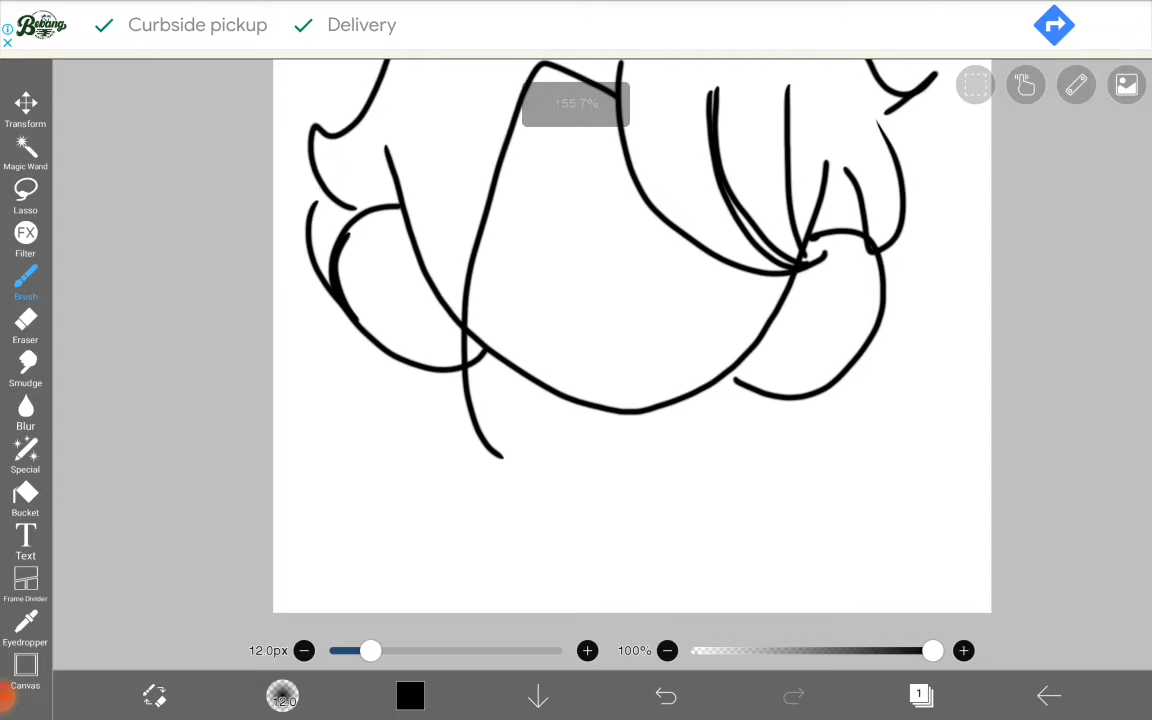 Bebang
Curbside pickup
Delivery
155.7%
Transform
Magic Wand
Lasso
FX
Filter
Brush
Eraser
Smudge
Blur
Special
Bucket
T
Text
Frame Divider
Eyedropper
Canvas
12.0px
100%
12.0
1